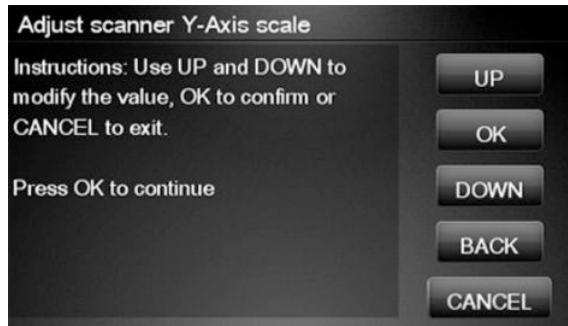 Adjust scanner Y-Axis scale
Instructions: Use UP and DOWN to
modify the value, OK to confirm or
CANCEL to exit.
Press OK to continue
UP
OK
DOWN
BACK
CANCEL